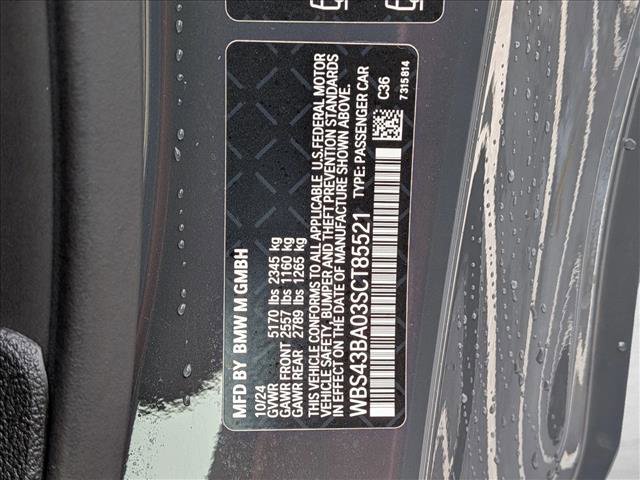 MFD BY BMW M GMBH
10/24
GVWR 5170 lbs 2345 kg
GAWR FRONT 2557 lbs 1160 kg
GAWR REAR 2789 lbs 1265 kg
THIS VEHICLE CONFORMS TO ALL APPLICABLE U.S.FEDERAL MOTOR
VEHICLE SAFETY, BUMPER AND THEFT PREVENTION STANDARDS
IN EFFECT ON THE DATE OF MANUFACTURE SHOWN ABOVE.
WBS43BA03SCT85521 TYPE: PASSENGER CAR
C36
7315814